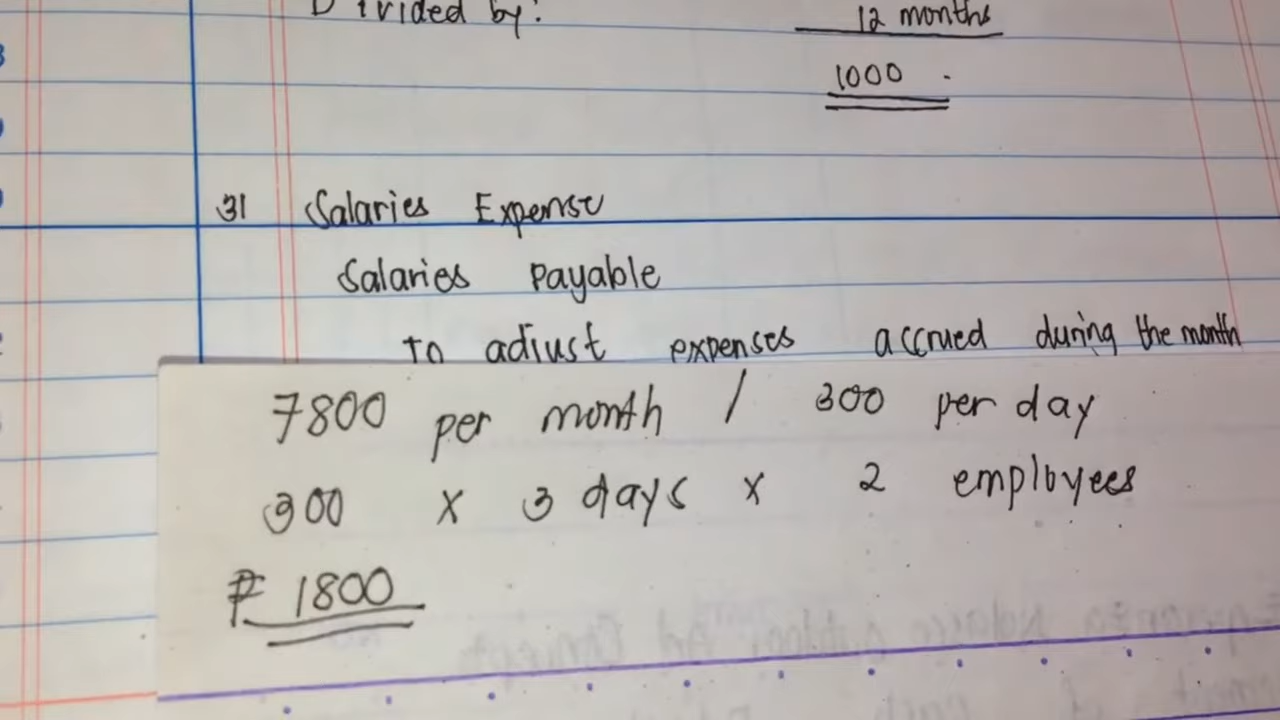 Divided by:
12 months
1000
31 Salaries Expense
Salaries Payable
to adjust expenses accrued during the month
7800 per month / 300 per day
300 x 3 days x 2 employees
₱ 1800